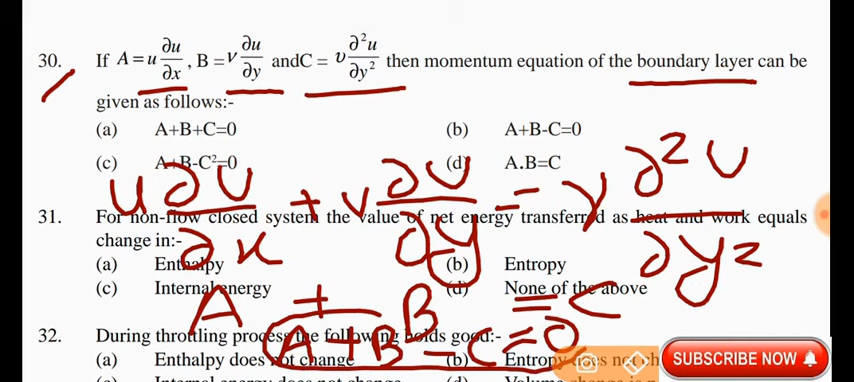 30. If A = u ∂u/∂x , B = ν ∂u/∂y and C = υ ∂²u/∂y² then momentum equation of the boundary layer can be
given as follows:-
(a) A+B+C=0 (b) A+B-C=0
(c) A+B-C²=0 (d) A.B=C
u ∂U/∂x + v ∂U/∂y = ν ∂²U/∂y²
31. For non-flow closed system the value of net energy transferred as heat and work equals
change in:-
(a) Enthalpy (b) Entropy
(c) Internal energy (d) None of the above
A + B = C
32. During throttling process the following holds good:-
A+B-C=0
(a) Enthalpy does not change (b) Entropy does not ch
SUBSCRIBE NOW